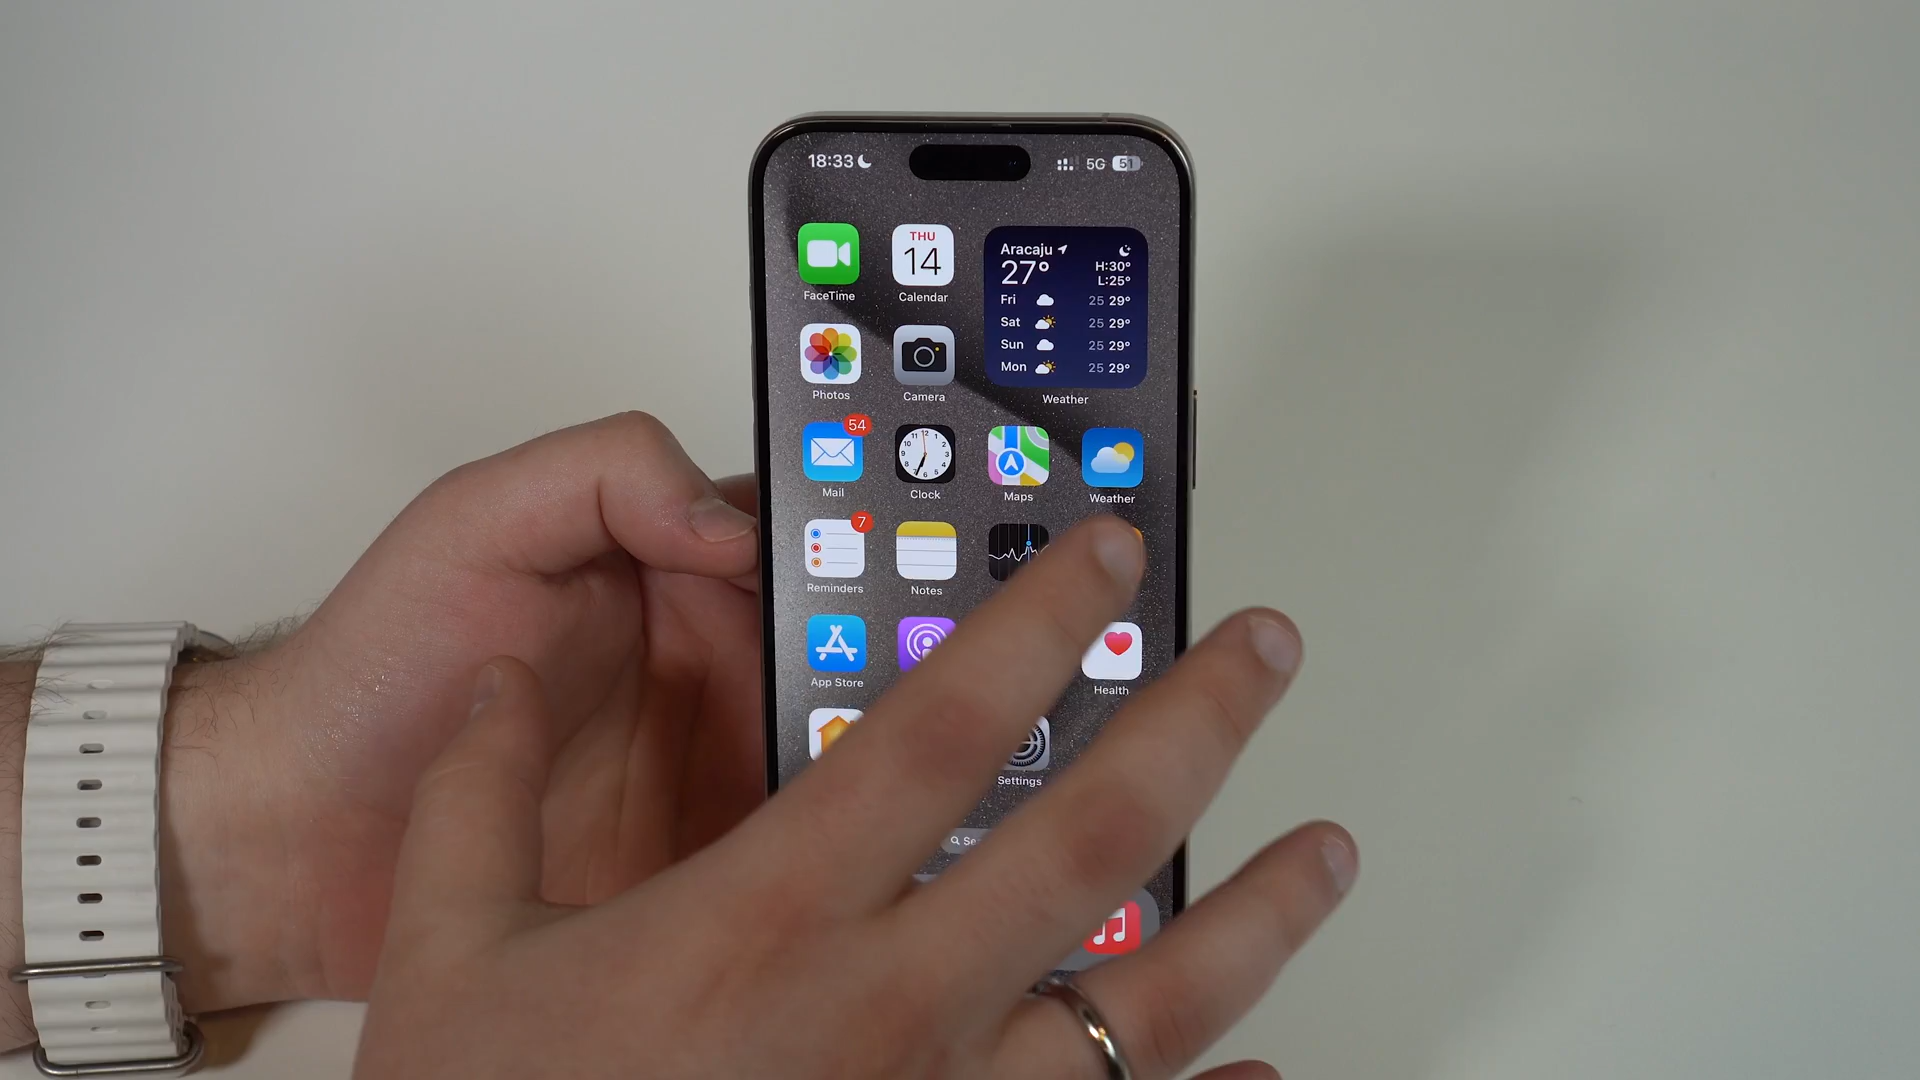 18:33
5G 51
THU
14
FaceTime
Calendar
Aracaju
27°
H:30°
L:25°
Fri 25 29°
Sat 25 29°
Sun 25 29°
Mon 25 29°
Weather
Photos
Camera
54
Mail
Clock
Maps
Weather
7
Reminders
Notes
App Store
Health
Settings
Se